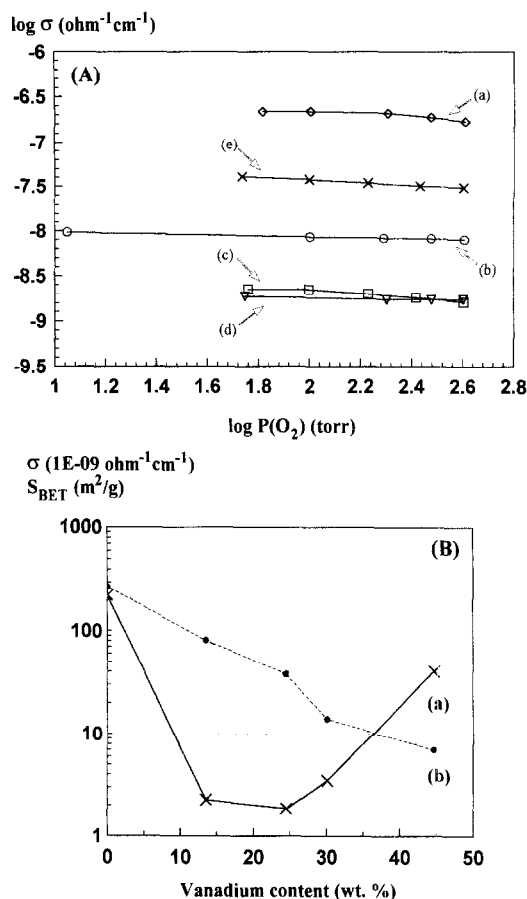 log σ (ohm⁻¹cm⁻¹)
-6
(A)
(a)
-6.5
-7
(e)
-7.5
-8
(c)
(b)
-8.5
-9
(d)
-9.5
1 1.2 1.4 1.6 1.8 2 2.2 2.4 2.6 2.8
log P(O₂) (torr)
σ (1E-09 ohm⁻¹cm⁻¹)
S_BET (m²/g)
1000
(B)
100
(a)
10
(b)
1
0 10 20 30 40 50
Vanadium content (wt. %)